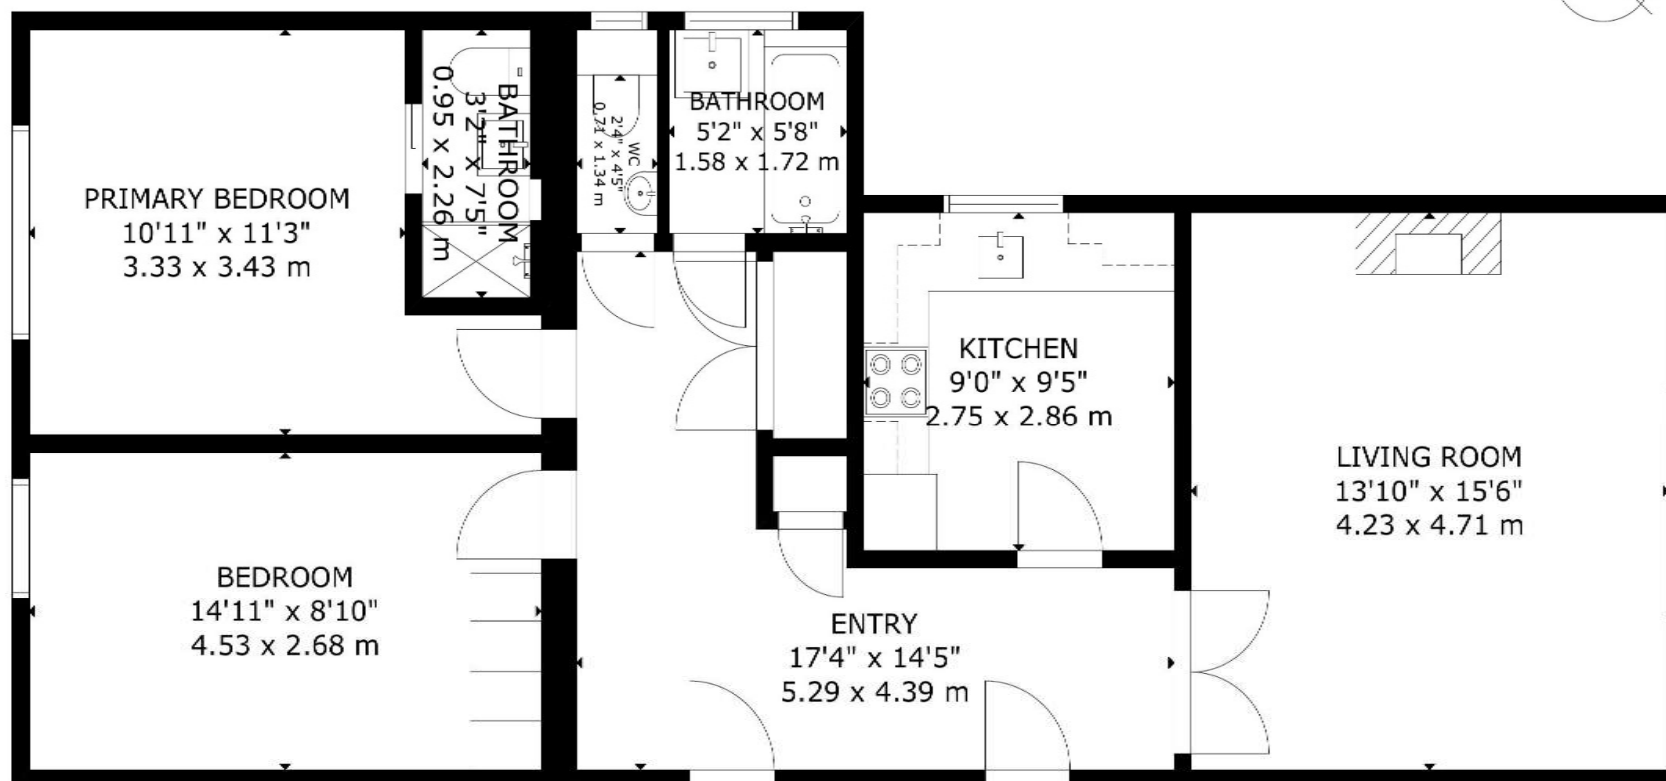 PRIMARY BEDROOM
10'11" x 11'3"
3.33 x 3.43 m
BATHROOM
3'2" x 7'5"
0.95 x 2.26 m
WC
2'4" x 4'5"
0.71 x 1.34 m
BATHROOM
5'2" x 5'8"
1.58 x 1.72 m
KITCHEN
9'0" x 9'5"
2.75 x 2.86 m
LIVING ROOM
13'10" x 15'6"
4.23 x 4.71 m
BEDROOM
14'11" x 8'10"
4.53 x 2.68 m
ENTRY
17'4" x 14'5"
5.29 x 4.39 m